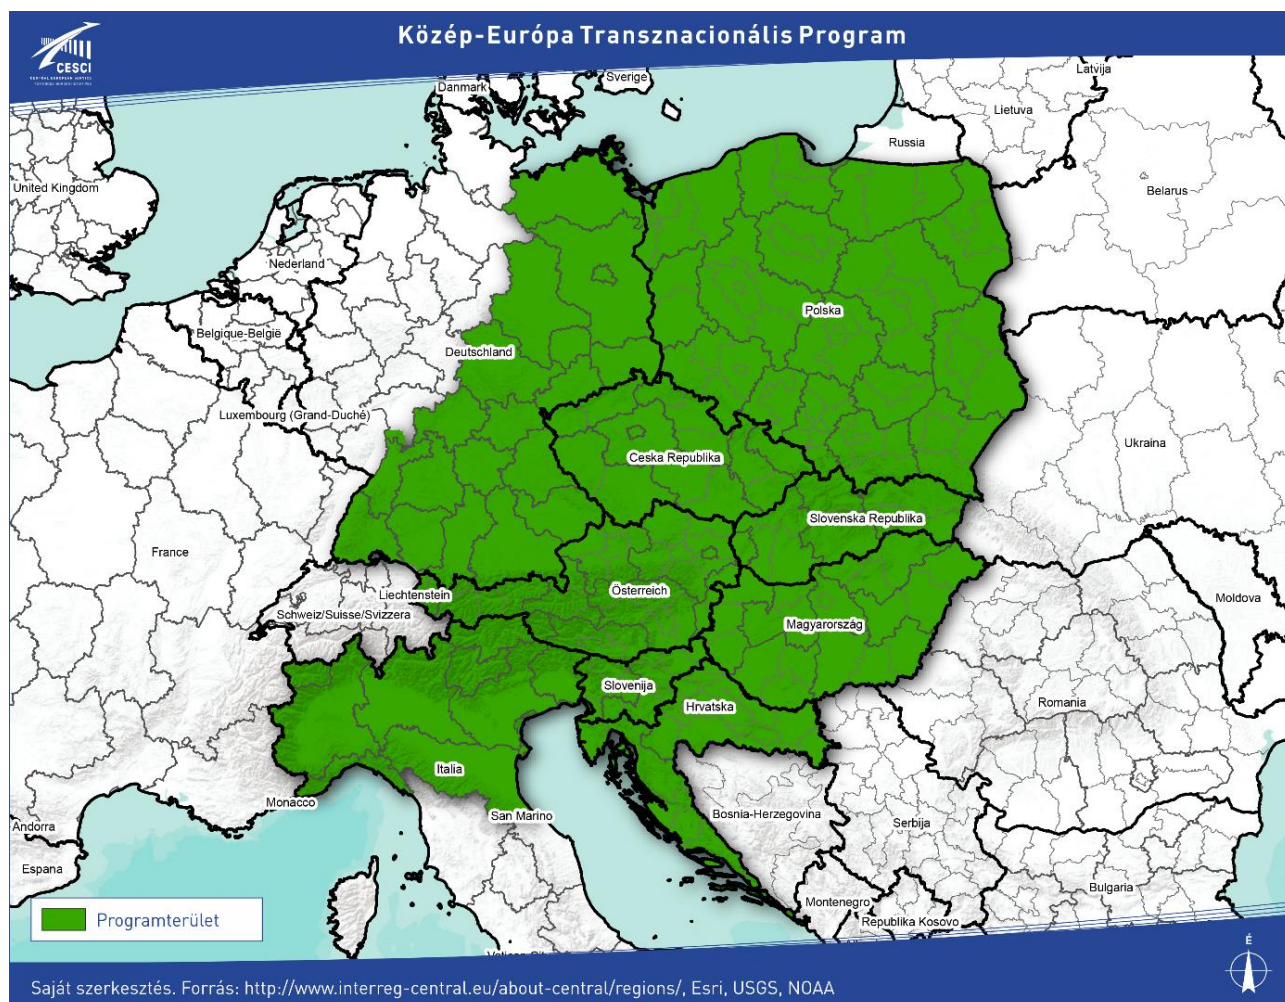 Közép-Európa Transznacionális Program
CESCI
Sverige
Latvija
Danmark
Lietuva
Russia
United Kingdom
Belarus
Nederland
Polska
Belgique-België
Deutschland
Luxembourg (Grand-Duché)
Ukraina
Ceska Republika
Slovenska Republika
France
Liechtenstein
Österreich
Moldova
Schweiz/Suisse/Svizzera
Magyarország
Slovenija
Romania
Hrvatska
Italia
Monacco
San Marino
Bosnia-Herzegovina
Serbija
Andorra
Espana
Bulgaria
Montenegro
Republika Kosovo
Programterület
É
Saját szerkesztés. Forrás: http://www.interreg-central.eu/about-central/regions/, Esri, USGS, NOAA